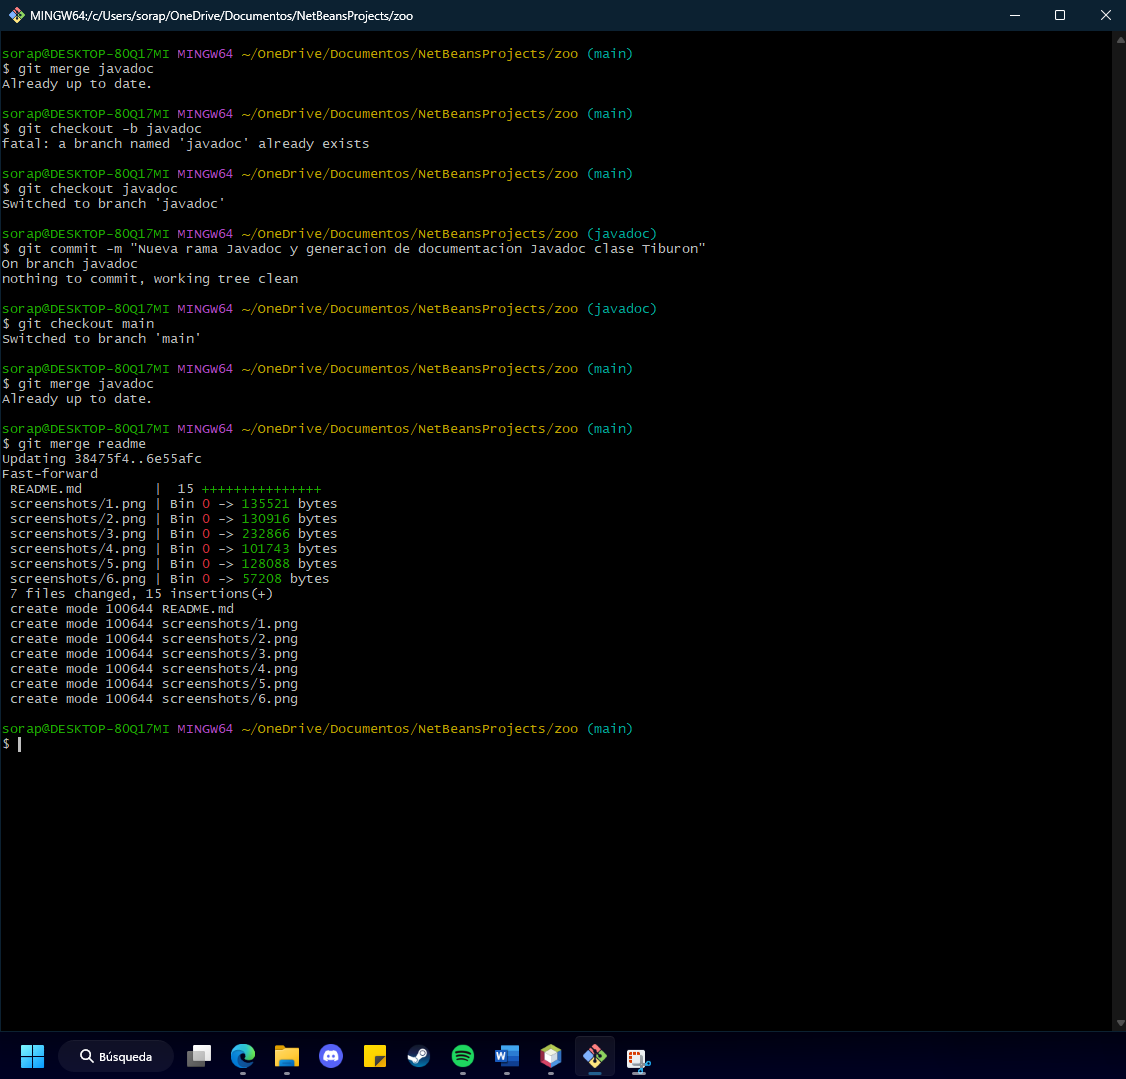 MINGW64:/c/Users/sorap/OneDrive/Documentos/NetBeansProjects/zoo
sorap@DESKTOP-8OQ17MI MINGW64 ~/OneDrive/Documentos/NetBeansProjects/zoo (main)
$ git merge javadoc
Already up to date.
sorap@DESKTOP-8OQ17MI MINGW64 ~/OneDrive/Documentos/NetBeansProjects/zoo (main)
$ git checkout -b javadoc
fatal: a branch named 'javadoc' already exists
sorap@DESKTOP-8OQ17MI MINGW64 ~/OneDrive/Documentos/NetBeansProjects/zoo (main)
$ git checkout javadoc
Switched to branch 'javadoc'
sorap@DESKTOP-8OQ17MI MINGW64 ~/OneDrive/Documentos/NetBeansProjects/zoo (javadoc)
$ git commit -m "Nueva rama Javadoc y generacion de documentacion Javadoc clase Tiburon"
On branch javadoc
nothing to commit, working tree clean
sorap@DESKTOP-8OQ17MI MINGW64 ~/OneDrive/Documentos/NetBeansProjects/zoo (javadoc)
$ git checkout main
Switched to branch 'main'
sorap@DESKTOP-8OQ17MI MINGW64 ~/OneDrive/Documentos/NetBeansProjects/zoo (main)
$ git merge javadoc
Already up to date.
sorap@DESKTOP-8OQ17MI MINGW64 ~/OneDrive/Documentos/NetBeansProjects/zoo (main)
$ git merge readme
Updating 38475f4..6e55afc
Fast-forward
README.md | 15 +++++++++++++++
screenshots/1.png | Bin 0 -> 135521 bytes
screenshots/2.png | Bin 0 -> 130916 bytes
screenshots/3.png | Bin 0 -> 232866 bytes
screenshots/4.png | Bin 0 -> 101743 bytes
screenshots/5.png | Bin 0 -> 128088 bytes
screenshots/6.png | Bin 0 -> 57208 bytes
7 files changed, 15 insertions(+)
create mode 100644 README.md
create mode 100644 screenshots/1.png
create mode 100644 screenshots/2.png
create mode 100644 screenshots/3.png
create mode 100644 screenshots/4.png
create mode 100644 screenshots/5.png
create mode 100644 screenshots/6.png
sorap@DESKTOP-8OQ17MI MINGW64 ~/OneDrive/Documentos/NetBeansProjects/zoo (main)
$
Búsqueda
W